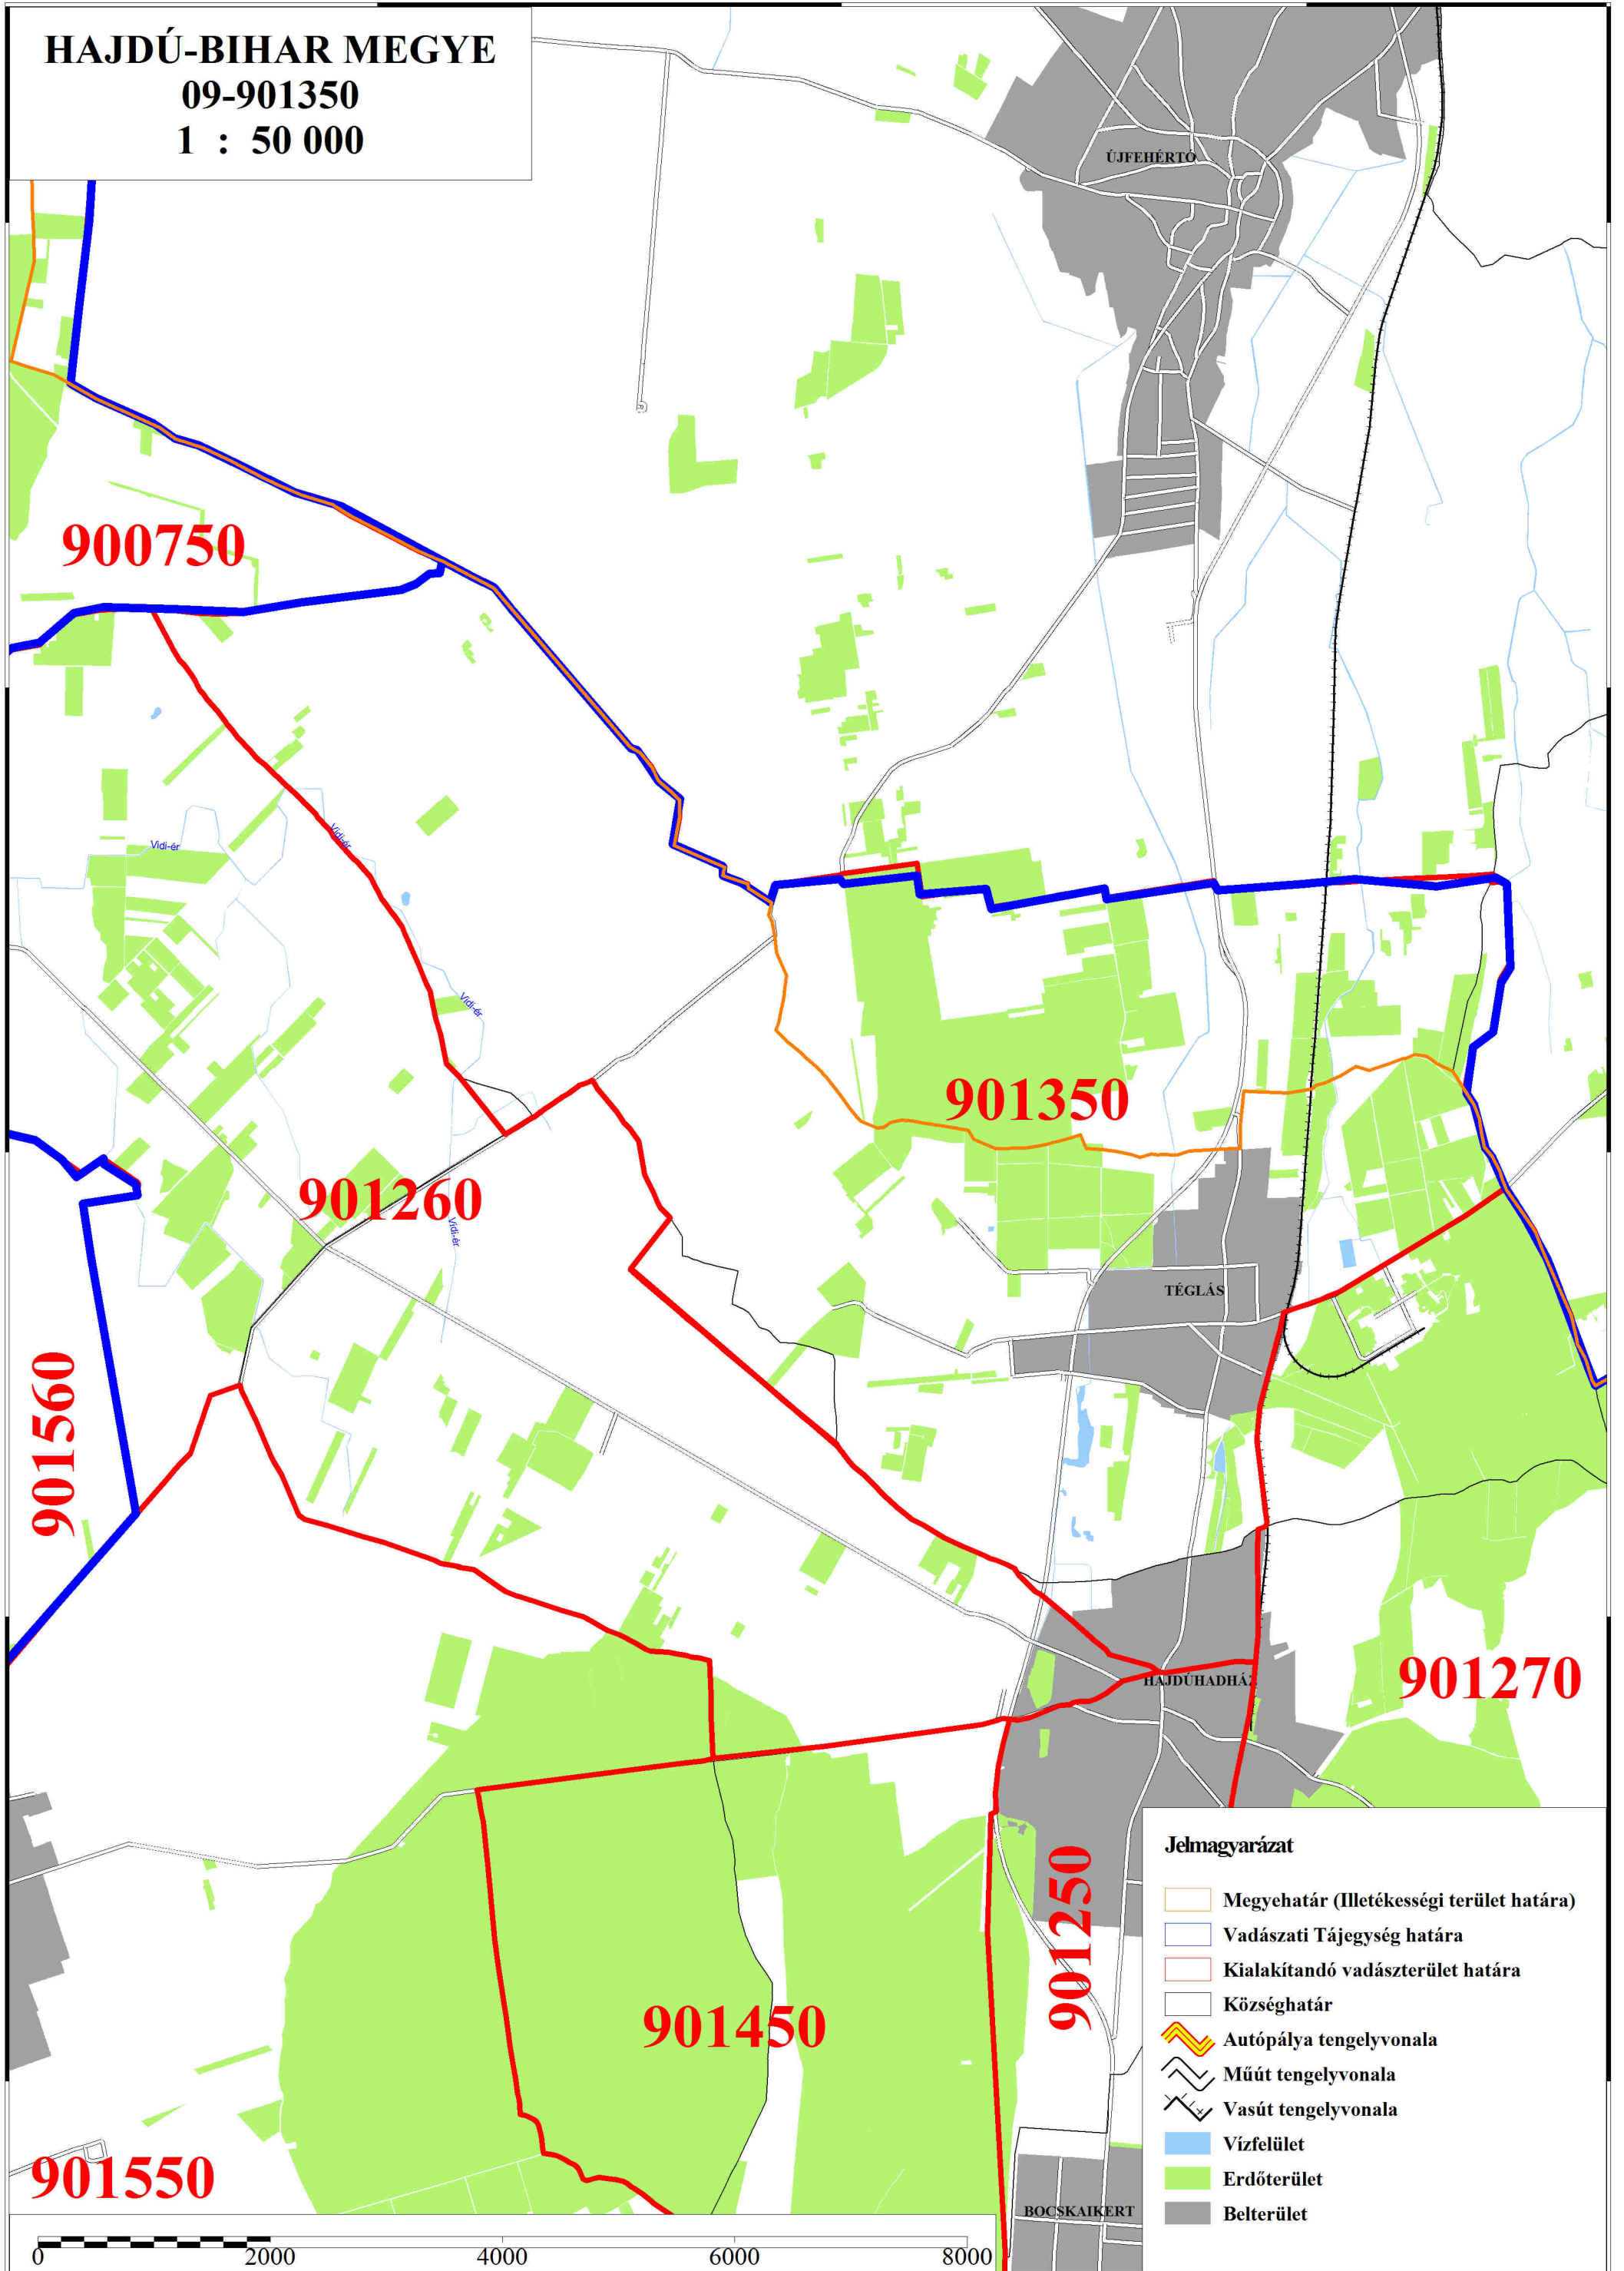 HAJDÚ-BIHAR MEGYE
09-901350
1 : 50 000
ÚJFEHÉRTÓ
900750
Vidi-ér
Vidi-ér
Vidi-ér
901350
901260
Vidi-ér
TÉGLÁS
901560
HAJDÚHADHÁZ
901270
901250
901450
901550
BOCSKAIKERT
Jelmagyarázat
Megyehatár (Illetékességi terület határa)
Vadászati Tájegység határa
Kialakítandó vadászterület határa
Községhatár
Autópálya tengelyvonala
Műút tengelyvonala
Vasút tengelyvonala
Vízfelület
Erdőterület
Belterület
0 2000 4000 6000 8000